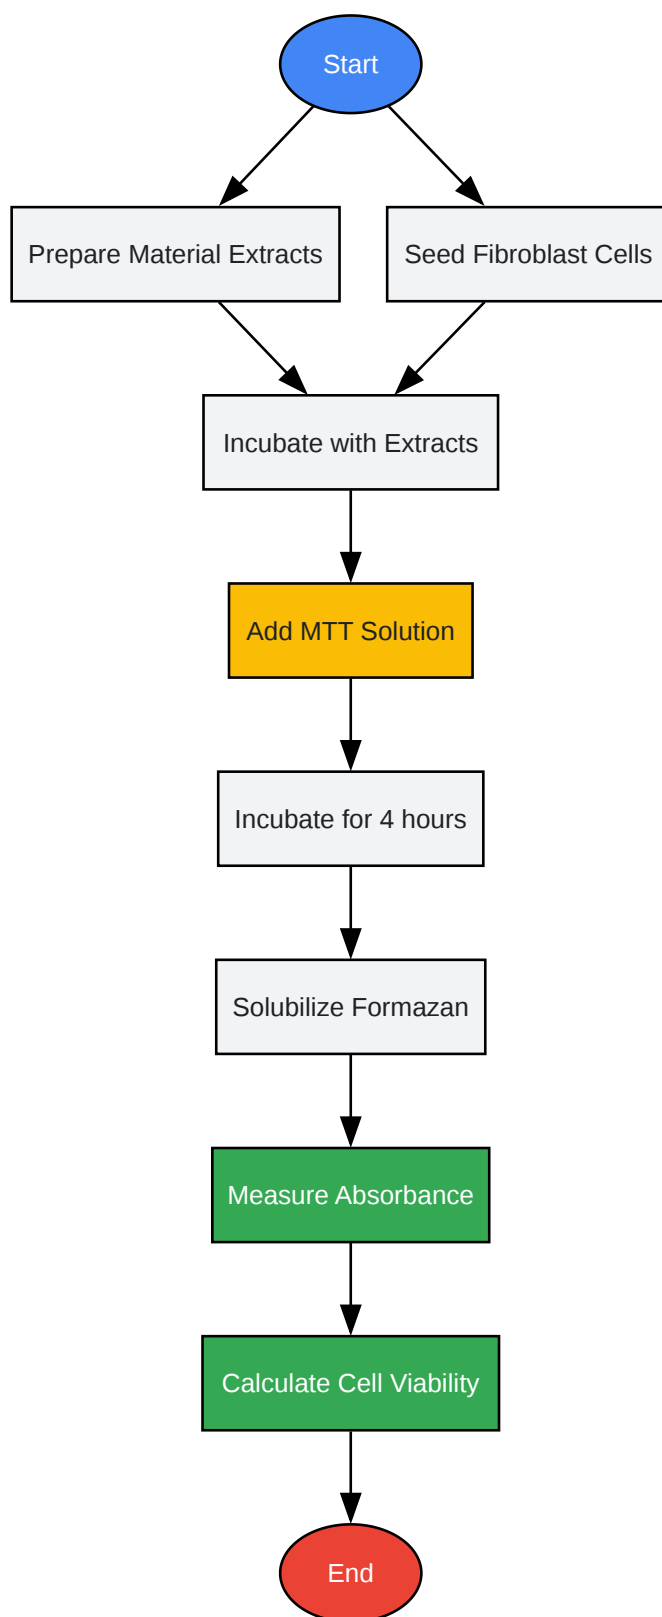 Start
Prepare Material Extracts
Seed Fibroblast Cells
Incubate with Extracts
Add MTT Solution
Incubate for 4 hours
Solubilize Formazan
Measure Absorbance
Calculate Cell Viability
End